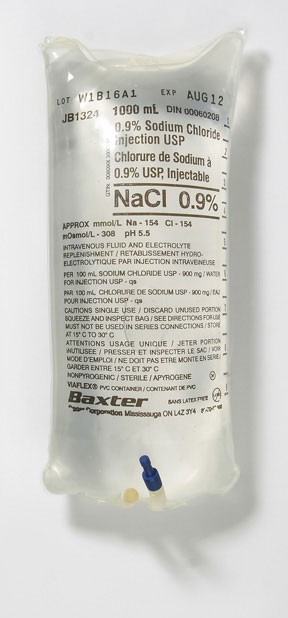 LOT W1B16A1 EXP AUG 12
JB1324 1000 mL DIN 00060208
0.9% Sodium Chloride
Injection USP
Chlorure de Sodium à
0.9% USP, Injectable
NaCl 0.9%
APPROX mmol/L Na - 154 Cl - 154
mOsmol/L - 308 pH 5.5
INTRAVENOUS FLUID AND ELECTROLYTE
REPLENISHMENT / RETABLISSEMENT HYDRO-
ELECTROLYTIQUE PAR INJECTION INTRAVEINEUSE
PER 100 mL SODIUM CHLORIDE USP - 900 mg / WATER
FOR INJECTION USP - qs
PAR 100 mL CHLORURE DE SODIUM USP - 900 mg / EAU
POUR INJECTION USP - qs
CAUTIONS SINGLE USE / DISCARD UNUSED PORTION
SQUEEZE AND INSPECT BAG / SEE DIRECTIONS FOR USE
MUST NOT BE USED IN SERIES CONNECTIONS / STORE
AT 15°C TO 30°C
ATTENTIONS USAGE UNIQUE / JETER PORTION
INUTILISEE / PRESSER ET INSPECTER LE SAC / VOIR
MODE D'EMPLOI / NE DOIT PAS ETRE MONTE EN SERIE /
GARDER ENTRE 15°C ET 30°C
NONPYROGENIC / STERILE / APYROGENE
VIAFLEX® PVC CONTAINER / CONTENANT DE PVC
Baxter SANS LATEX FREE
Corporation Mississauga ON L4Z 3Y4